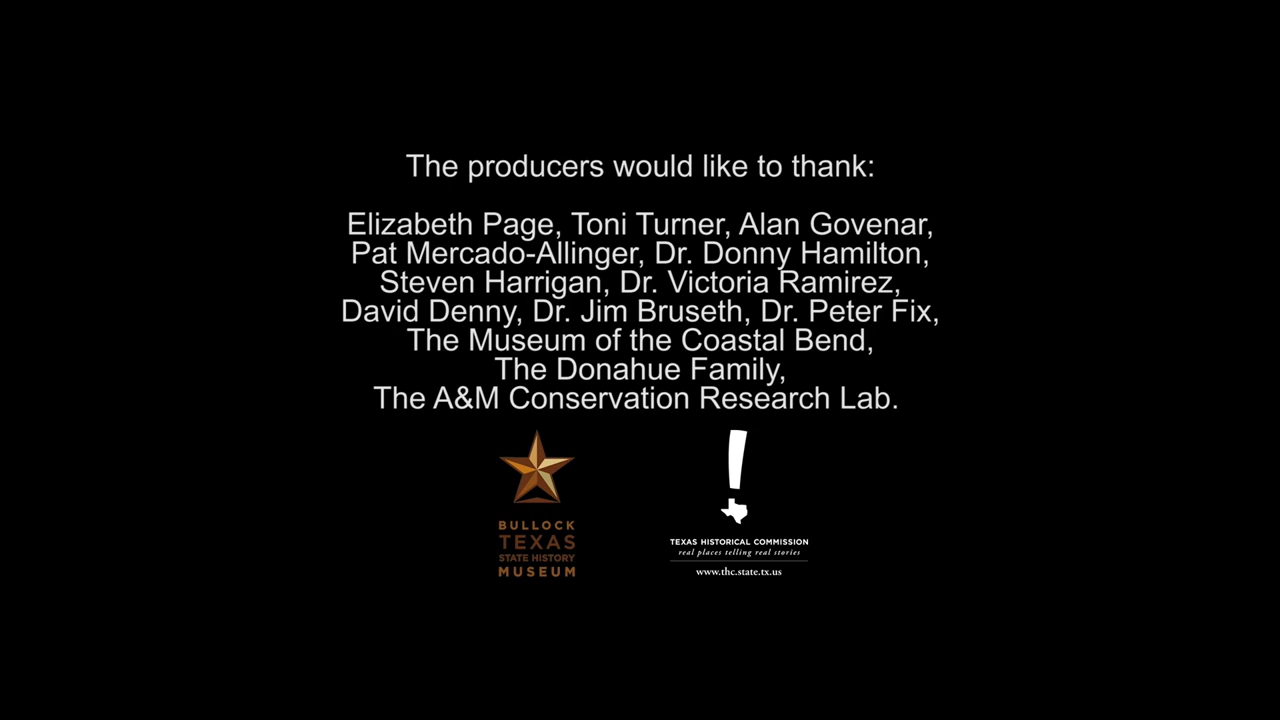 The producers would like to thank:
Elizabeth Page, Toni Turner, Alan Govenar,
Pat Mercado-Allinger, Dr. Donny Hamilton,
Steven Harrigan, Dr. Victoria Ramirez,
David Denny, Dr. Jim Bruseth, Dr. Peter Fix,
The Museum of the Coastal Bend,
The Donahue Family,
The A&M Conservation Research Lab.
BULLOCK
TEXAS
STATE HISTORY
MUSEUM
TEXAS HISTORICAL COMMISSION
real places telling real stories
www.thc.state.tx.us